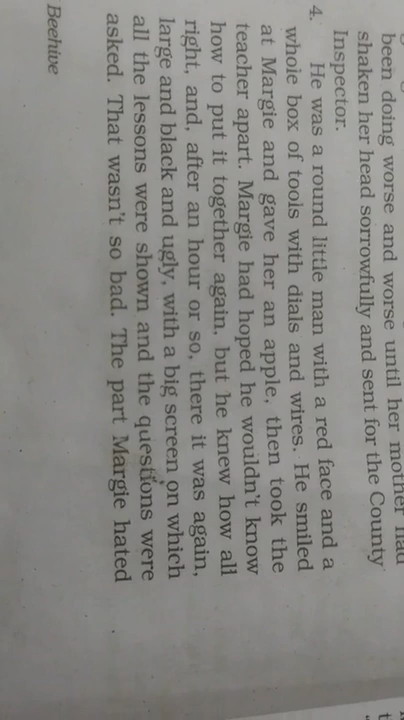 been doing worse and worse until her mother had
shaken her head sorrowfully and sent for the County
Inspector.
4. He was a round little man with a red face and a
whole box of tools with dials and wires. He smiled
at Margie and gave her an apple, then took the
teacher apart. Margie had hoped he wouldn't know
how to put it together again, but he knew how all
right, and, after an hour or so, there it was again,
large and black and ugly, with a big screen on which
all the lessons were shown and the questions were
asked. That wasn't so bad. The part Margie hated
Beehive